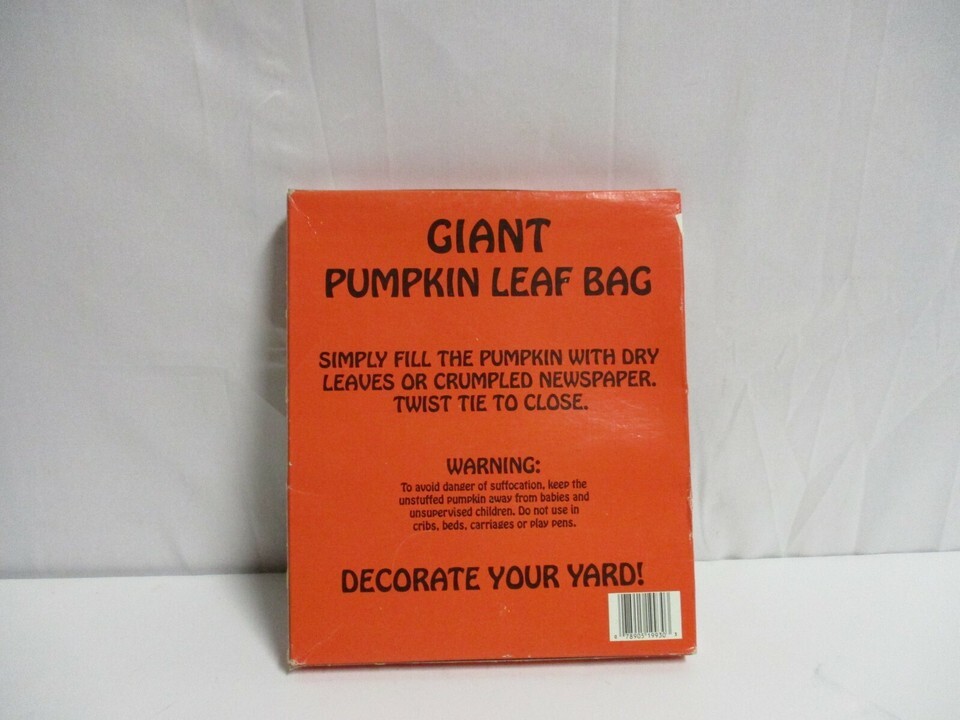 GIANT
PUMPKIN LEAF BAG
SIMPLY FILL THE PUMPKIN WITH DRY
LEAVES OR CRUMPLED NEWSPAPER.
TWIST TIE TO CLOSE.
WARNING:
To avoid danger of suffocation, keep the
unstuffed pumpkin away from babies and
unsupervised children. Do not use in
cribs, beds, carriages or play pens.
DECORATE YOUR YARD!